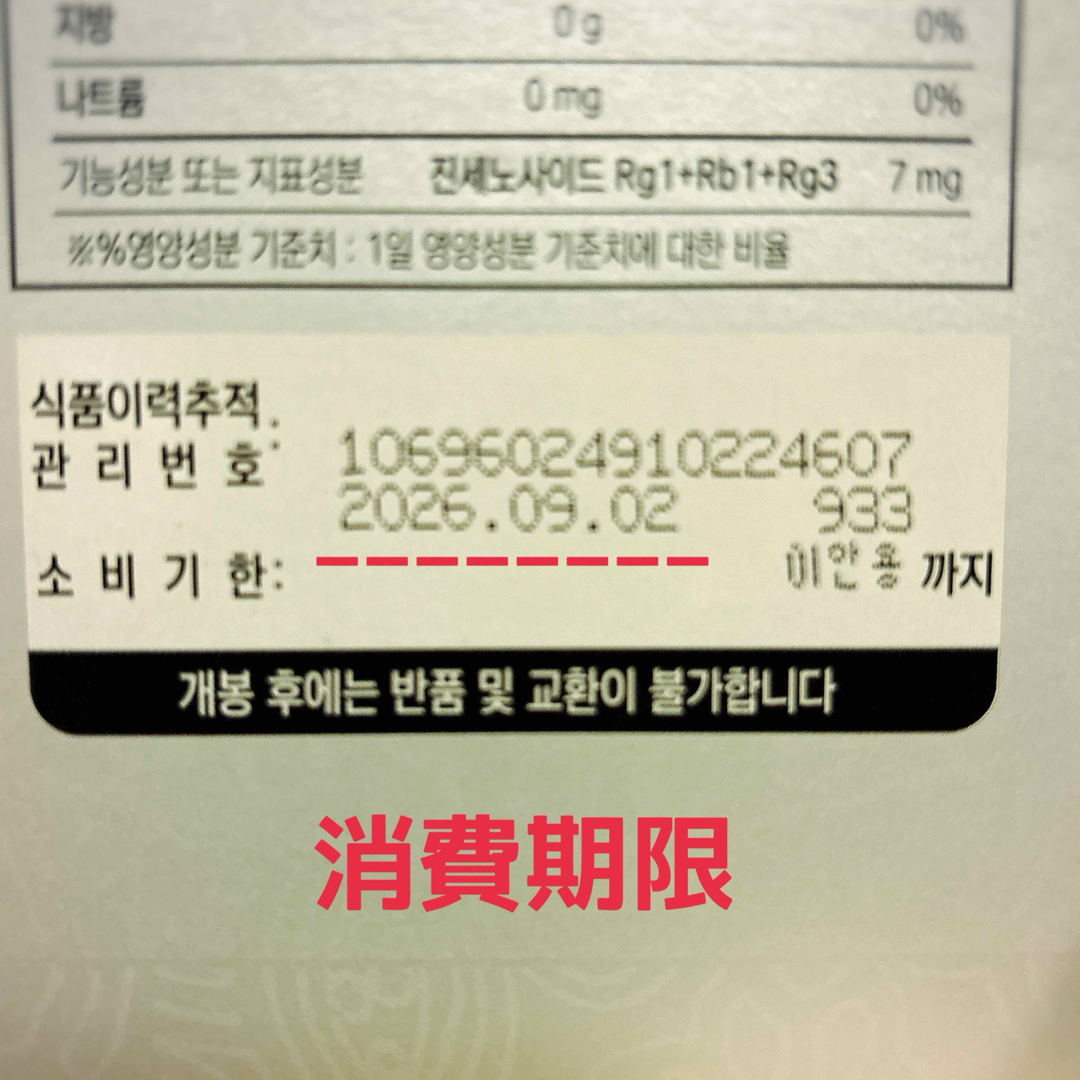 지방 0g 0%
나트륨 0mg 0%
기능성분 또는 지표성분 진세노사이드 Rg1+Rb1+Rg3 7mg
※%영양성분 기준치 : 1일 영양성분 기준치에 대한 비율
식품이력추적
관리번호: 10696024910224607
2026.09.02 933
소비기한: 이안용 까지
개봉 후에는 반품 및 교환이 불가합니다
消費期限